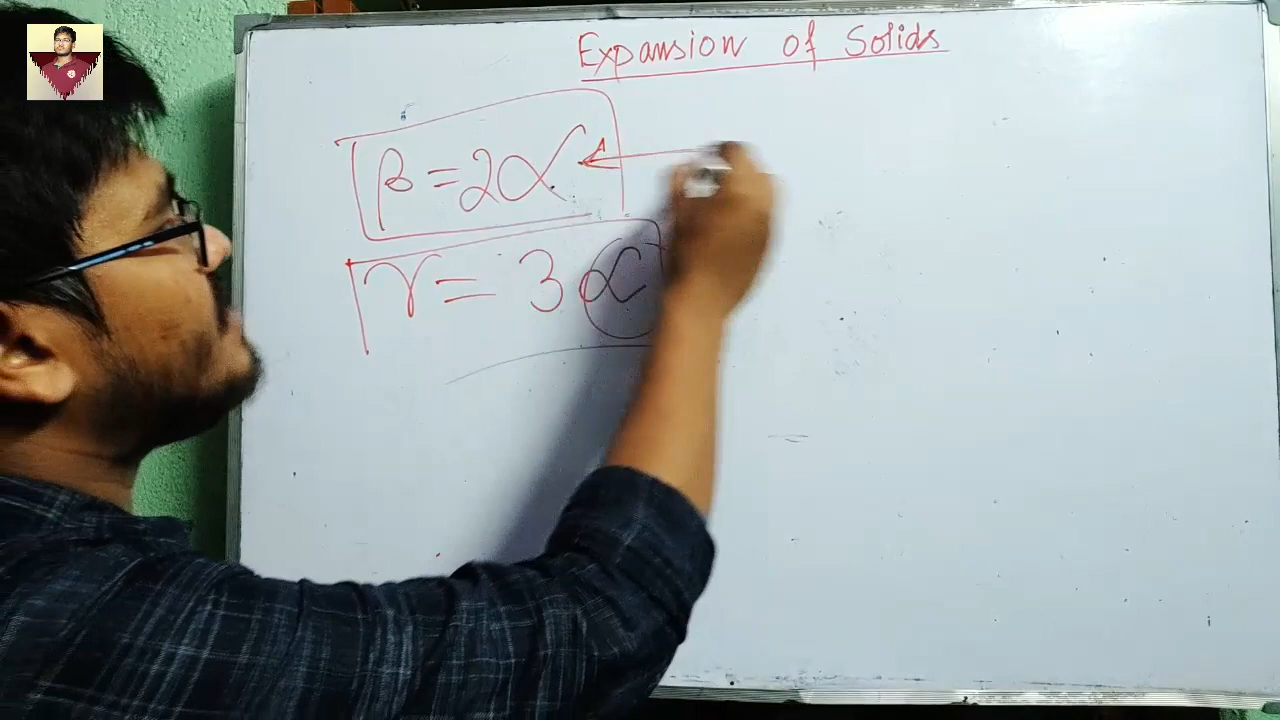 Expansion of Solids
β = 2α
γ = 3α